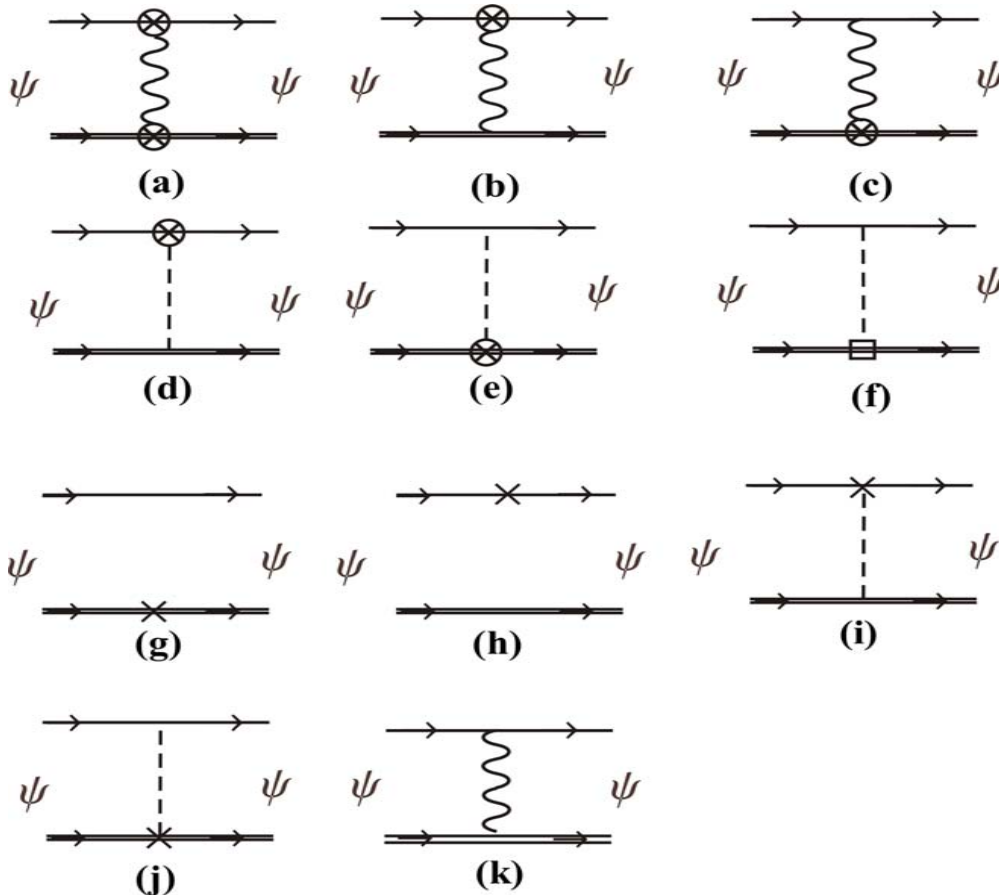 ψ ψ ψ ψ ψ ψ
(a) (b) (c)
ψ ψ ψ ψ ψ ψ
(d) (e) (f)
ψ ψ ψ ψ ψ ψ
(g) (h) (i)
ψ ψ ψ ψ
(j) (k)